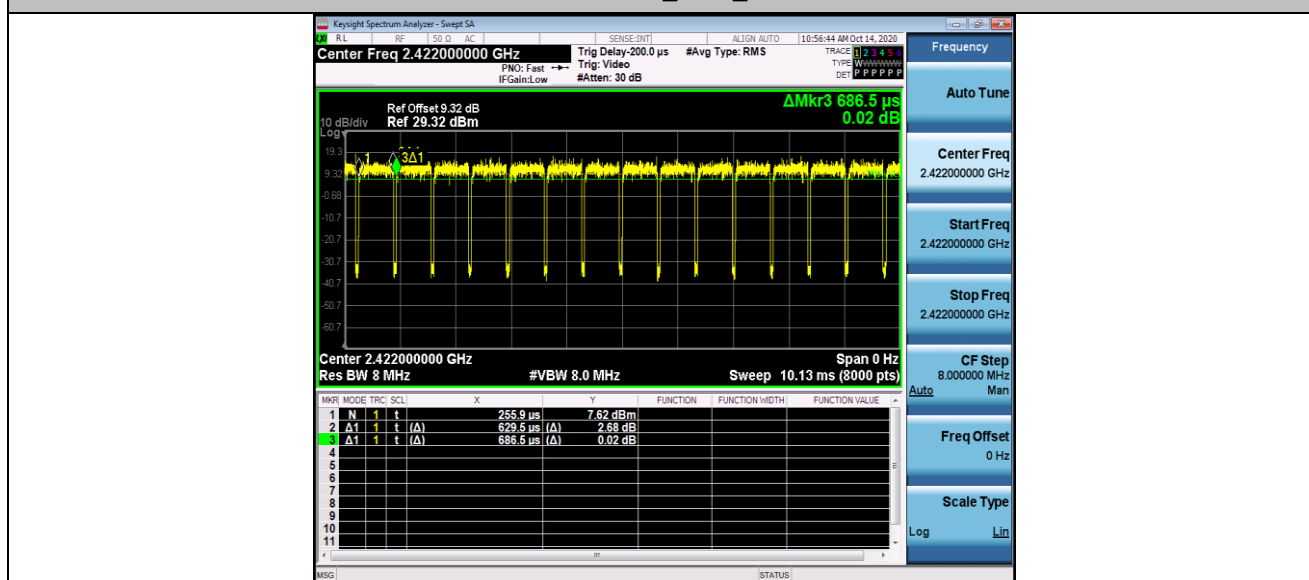 Keysight Spectrum Analyzer - Swept SA
RL RF 50 Ω AC SENSE:INT ALIGN AUTO 10:56:44 AM Oct 14, 2020
Center Freq 2.422000000 GHz
PNO: Fast
IFGain:Low
Trig Delay-200.0 µs #Avg Type: RMS
Trig: Video
#Atten: 30 dB
TRACE 1 2 3 4 5 6
TYPE W
DET P P P P P P
Frequency
ΔMkr3 686.5 µs
0.02 dB
Ref Offset 9.32 dB
10 dB/div Ref 29.32 dBm
Log
19.3
9.32
-0.68
-10.7
-20.7
-30.7
-40.7
-50.7
-60.7
1
3Δ1
Center 2.422000000 GHz Span 0 Hz
Res BW 8 MHz #VBW 8.0 MHz Sweep 10.13 ms (8000 pts)
MKR MODE TRC SCL X Y FUNCTION FUNCTION WIDTH FUNCTION VALUE
1 N 1 t 255.9 µs 7.62 dBm
2 Δ1 1 t (Δ) 629.5 µs (Δ) 2.68 dB
3 Δ1 1 t (Δ) 686.5 µs (Δ) 0.02 dB
4
5
6
7
8
9
10
11
MSG STATUS
Auto Tune
Center Freq
2.422000000 GHz
Start Freq
2.422000000 GHz
Stop Freq
2.422000000 GHz
CF Step
8.000000 MHz
Auto Man
Freq Offset
0 Hz
Scale Type
Log Lin